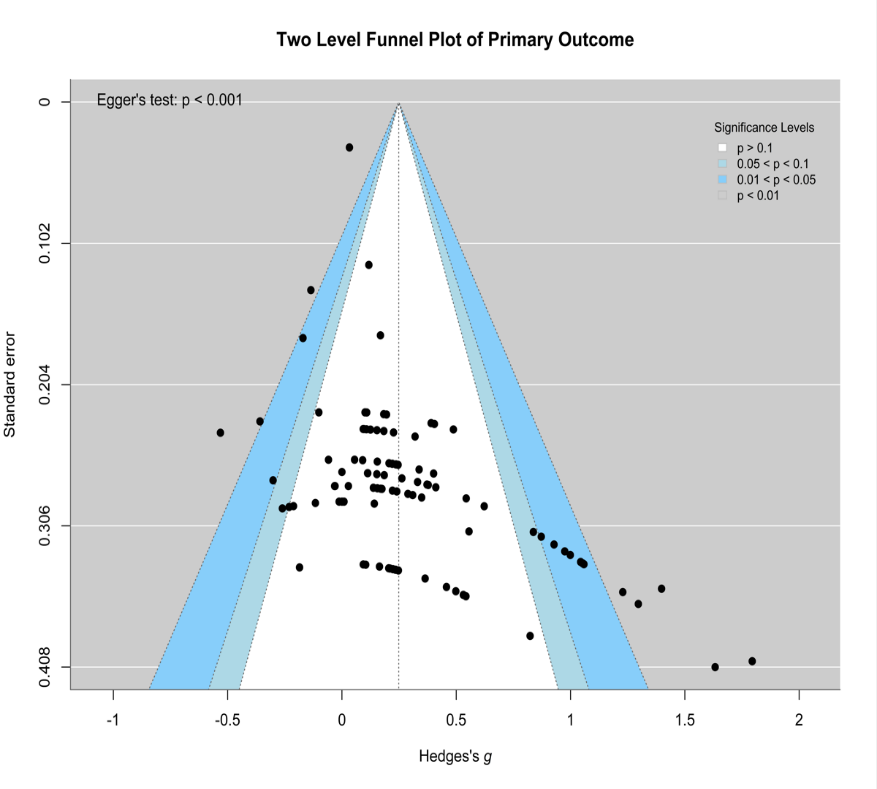 Two Level Funnel Plot of Primary Outcome
Egger's test: p < 0.001
Significance Levels
p > 0.1
0.05 < p < 0.1
0.01 < p < 0.05
p < 0.01
Standard error
0
0.102
0.204
0.306
0.408
-1 -0.5 0 0.5 1 1.5 2
Hedges's g